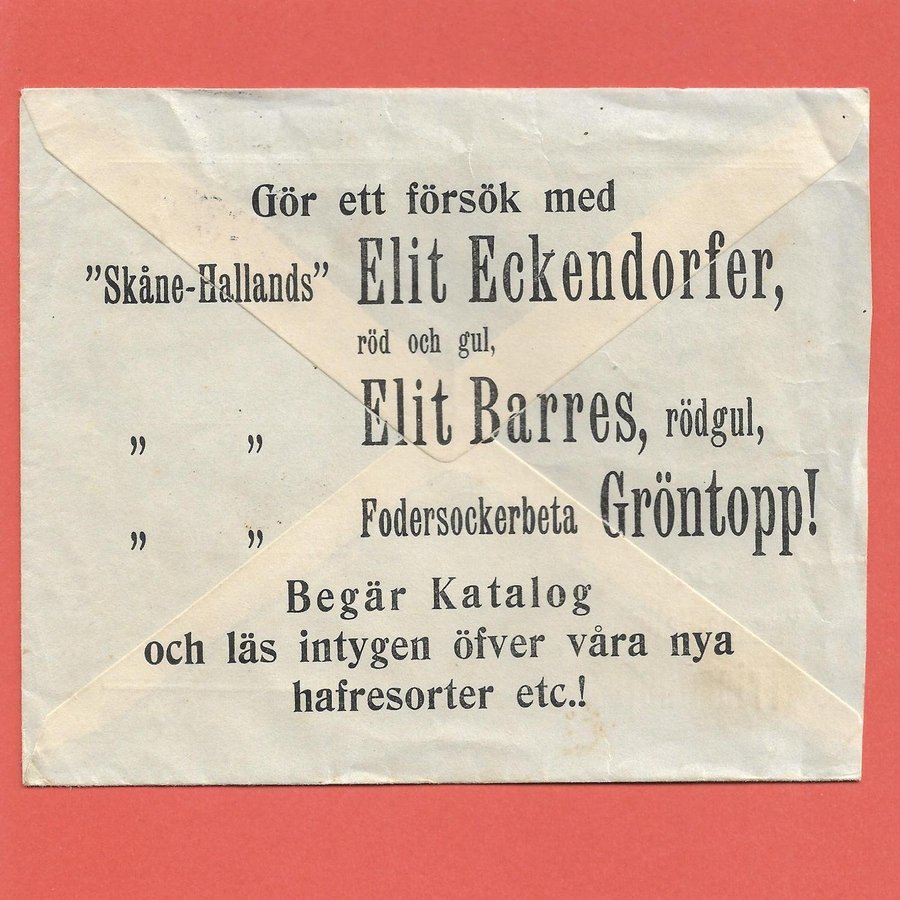 Gör ett försök med
”Skåne-Hallands” Elit Eckendorfer,
röd och gul,
” ” Elit Barres, rödgul,
” ” Fodersockerbeta Gröntopp!
Begär Katalog
och läs intygen öfver våra nya
hafresorter etc.!